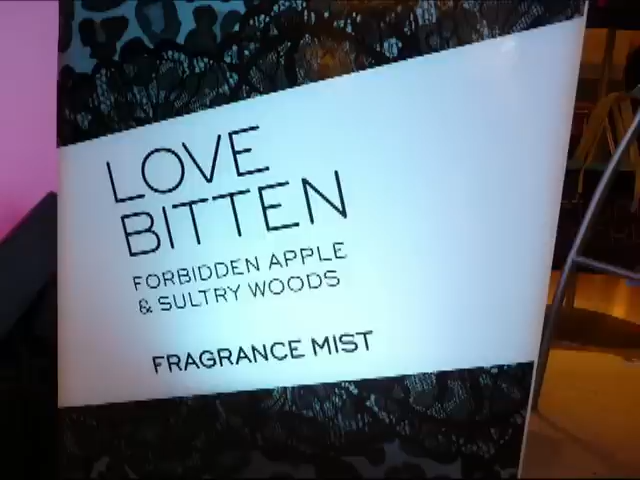 LOVE
BITTEN
FORBIDDEN APPLE
& SULTRY WOODS
FRAGRANCE MIST